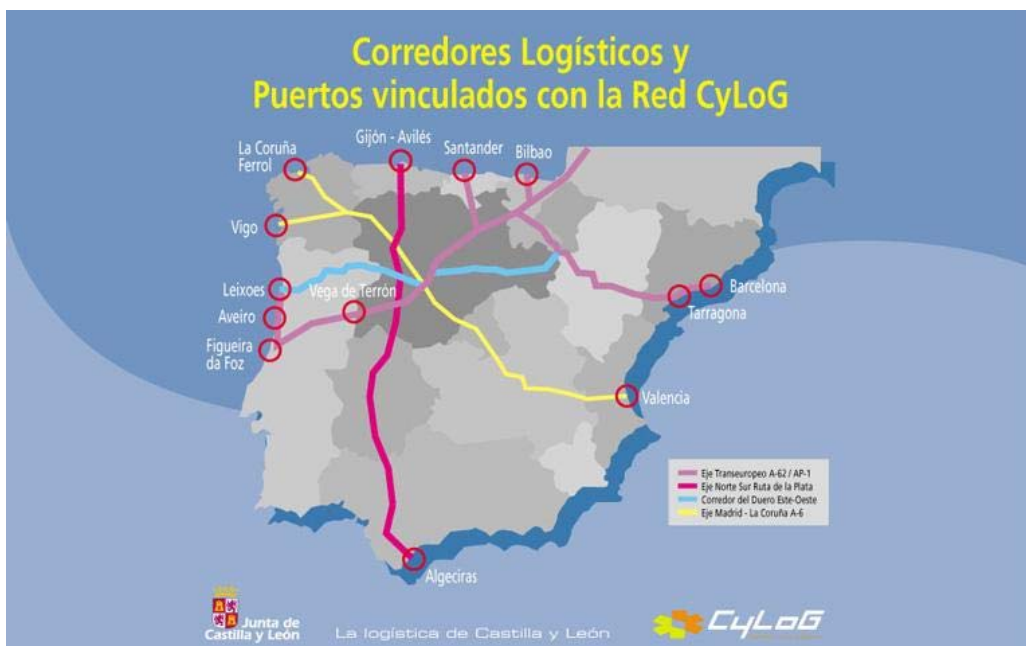 Corredores Logísticos y
Puertos vinculados con la Red CyLoG
La Coruña
Ferrol
Gijón - Avilés
Santander
Bilbao
Vigo
Leixoes
Vega de Terrón
Aveiro
Figueira
da Foz
Barcelona
Tarragona
Valencia
Algeciras
Eje Transeuropeo A-62 / AP-1
Eje Norte Sur Ruta de la Plata
Corredor del Duero Este-Oeste
Eje Madrid - La Coruña A-6
Junta de
Castilla y León
La logística de Castilla y León
CyLoG